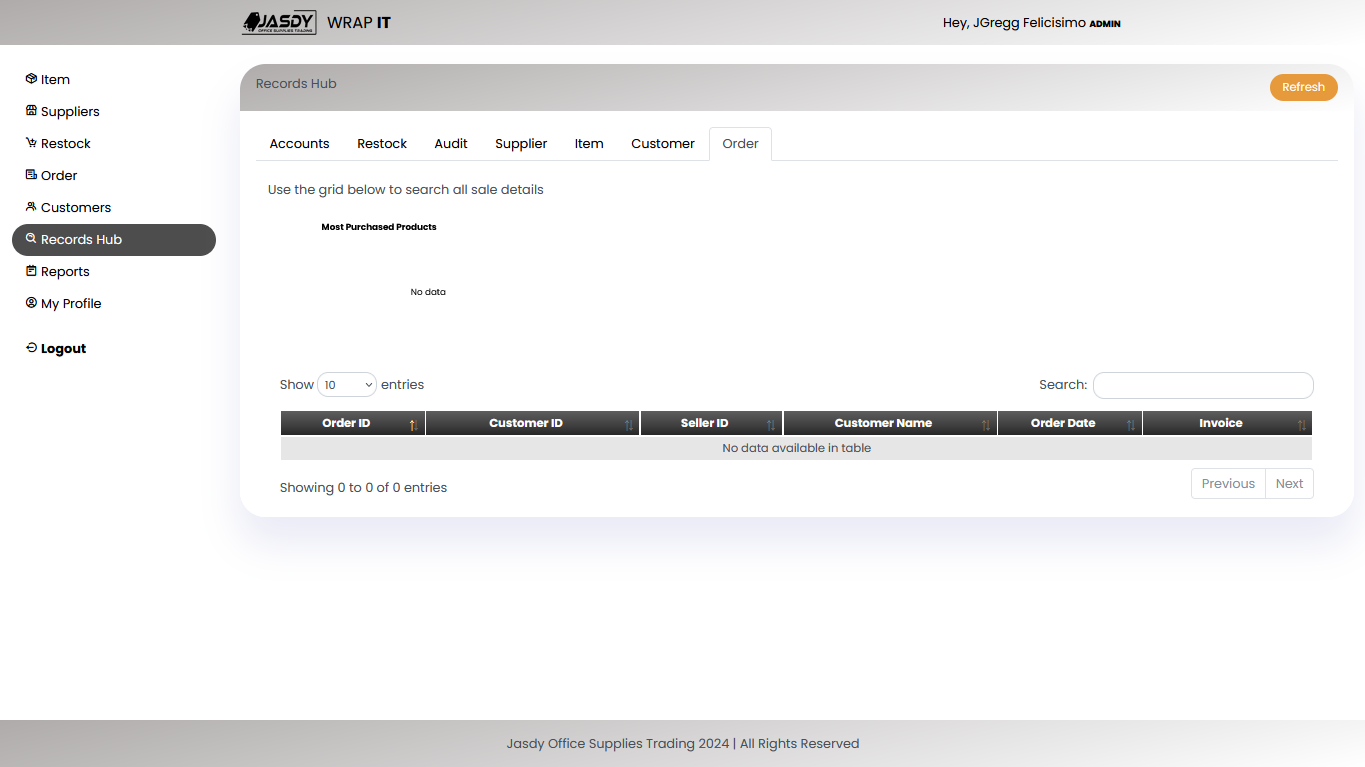 JASDY
OFFICE SUPPLIES TRADING
WRAP IT
Hey, JGregg Felicisimo ADMIN
Item
Suppliers
Restock
Order
Customers
Records Hub
Reports
My Profile
Logout
Records Hub
Refresh
Accounts Restock Audit Supplier Item Customer Order
Use the grid below to search all sale details
Most Purchased Products
No data
Show 10 entries
Search:
Order ID Customer ID Seller ID Customer Name Order Date Invoice
No data available in table
Showing 0 to 0 of 0 entries
Previous Next
Jasdy Office Supplies Trading 2024 | All Rights Reserved